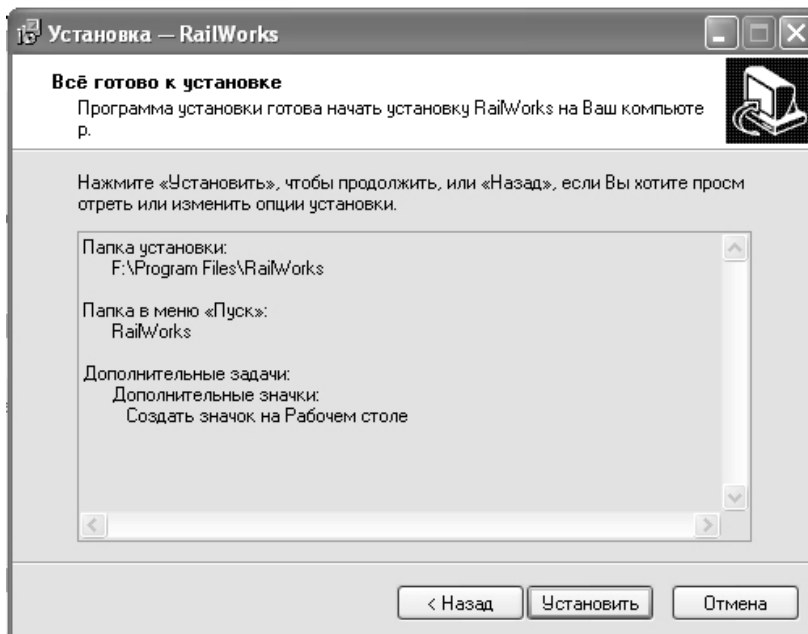 Установка — RailWorks
Всё готово к установке
Программа установки готова начать установку RailWorks на Ваш компьюте
р.
Нажмите «Установить», чтобы продолжить, или «Назад», если Вы хотите просм
отреть или изменить опции установки.
Папка установки:
F:\Program Files\RailWorks
Папка в меню «Пуск»:
RailWorks
Дополнительные задачи:
Дополнительные значки:
Создать значок на Рабочем столе
< Назад
Установить
Отмена